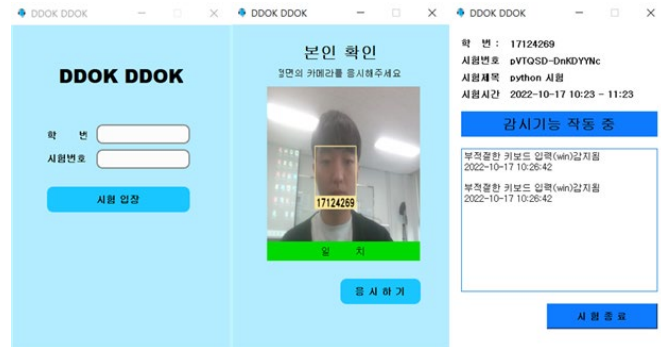 DDOK DDOK
DDOK DDOK
학 번
시험번호
시험 입장
DDOK DDOK
본인 확인
정면의 카메라를 응시해주세요
17124269
일 치
응 시 하 기
DDOK DDOK
학 번 : 17124269
시험번호 pVTQSD-DnKDYYNc
시험제목 python 시험
시험시간 2022-10-17 10:23 - 11:23
감시기능 작동 중
부적절한 키보드 입력(win)감지됨
2022-10-17 10:26:42
부적절한 키보드 입력(win)감지됨
2022-10-17 10:26:42
시 험 종 료